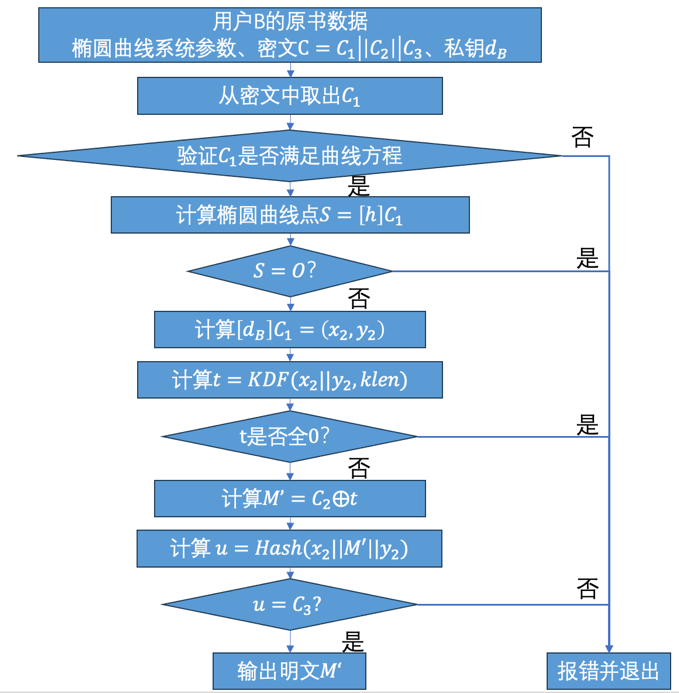 用户B的原书数据
椭圆曲线系统参数、密文C = C₁||C₂||C₃、私钥d_B
从密文中取出C₁
验证C₁是否满足曲线方程
否
是
计算椭圆曲线点S = [h]C₁
S = O?
是
否
计算[d_B]C₁ = (x₂, y₂)
计算t = KDF(x₂||y₂, klen)
t是否全0?
是
否
计算M' = C₂⊕t
计算 u = Hash(x₂||M'||y₂)
u = C₃?
否
是
输出明文M‘
报错并退出